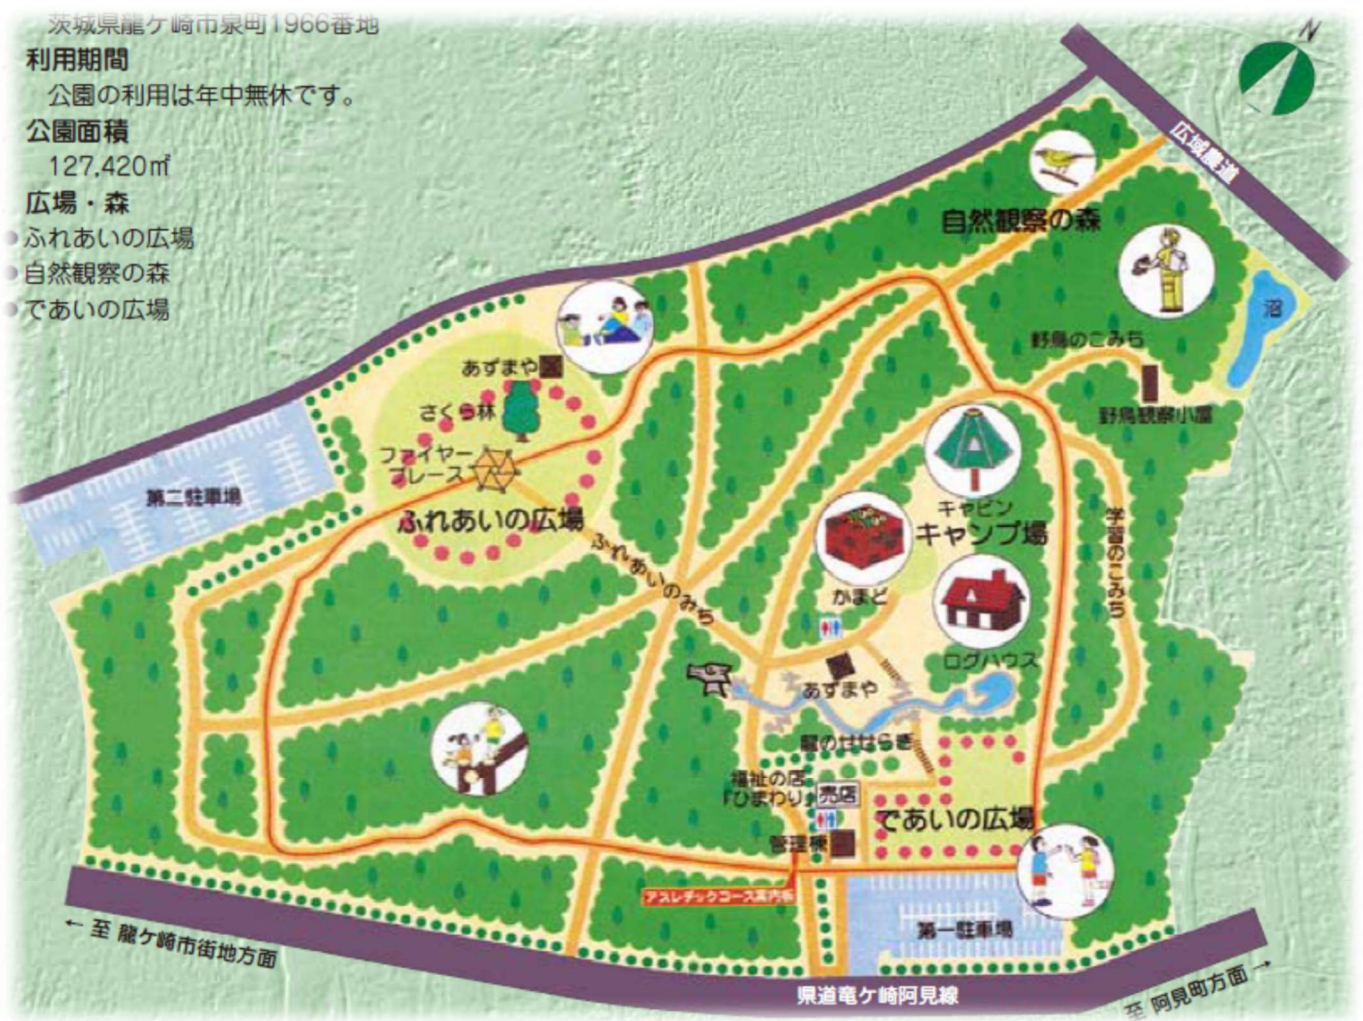 茨城県龍ケ崎市泉町1966番地
利用期間
公園の利用は年中無休です。
公園面積
127,420㎡
広場・森
ふれあいの広場
自然観察の森
であいの広場
N
広域農道
自然観察の森
沼
野鳥のこみち
野鳥観察小屋
あずまや
さくら林
ファイヤー
プレース
ふれあいの広場
第二駐車場
ふれあいのみち
キャビン
キャンプ場
かまど
ログハウス
学習のこみち
あずまや
龍のせせらぎ
福祉の店
「ひまわり」
売店
であいの広場
管理棟
アスレチックコース案内板
第一駐車場
← 至 龍ケ崎市街地方面
県道竜ケ崎阿見線
至 阿見町方面 →